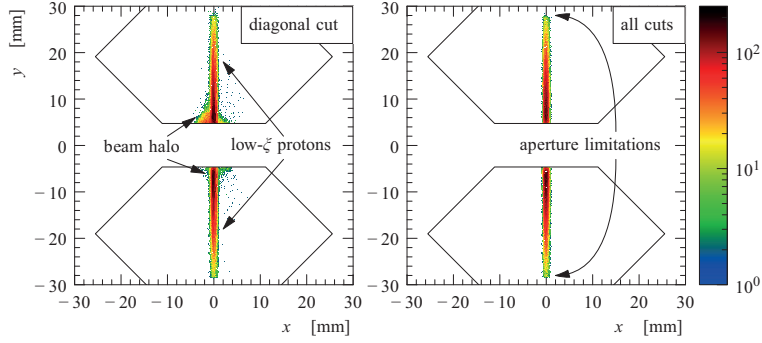 30
20
10
0
−10
−20
−30
y [mm]
diagonal cut
beam halo
low-ξ protons
−30 −20 −10 0 10 20 30
x [mm]
all cuts
aperture limitations
−30 −20 −10 0 10 20 30
x [mm]
10²
10¹
10⁰